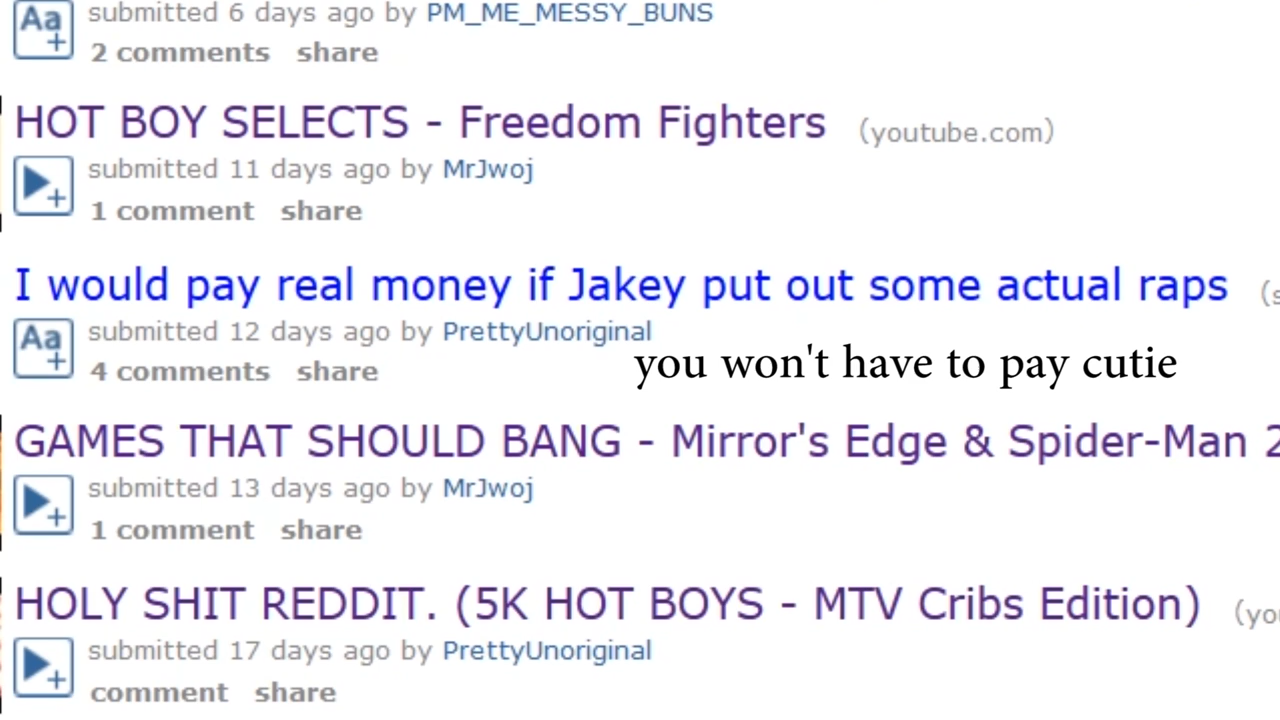 Aa+ submitted 6 days ago by PM_ME_MESSY_BUNS
2 comments share
HOT BOY SELECTS - Freedom Fighters (youtube.com)
submitted 11 days ago by MrJwoj
1 comment share
I would pay real money if Jakey put out some actual raps (s
Aa+ submitted 12 days ago by PrettyUnoriginal
you won't have to pay cutie
4 comments share
GAMES THAT SHOULD BANG - Mirror's Edge & Spider-Man 2
submitted 13 days ago by MrJwoj
1 comment share
HOLY SHIT REDDIT. (5K HOT BOYS - MTV Cribs Edition) (you
submitted 17 days ago by PrettyUnoriginal
comment share